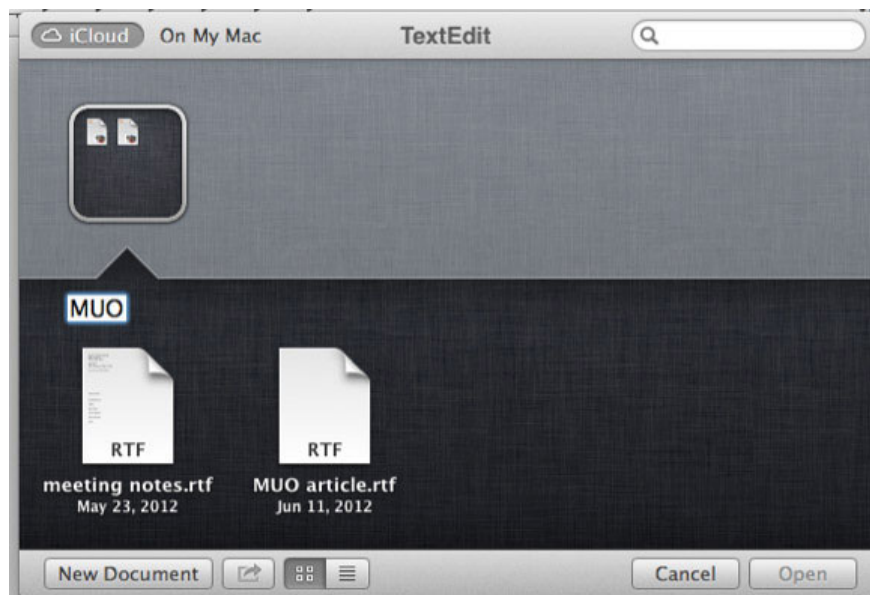 iCloud On My Mac TextEdit
MUO
RTF RTF
meeting notes.rtf MUO article.rtf
May 23, 2012 Jun 11, 2012
New Document Cancel Open